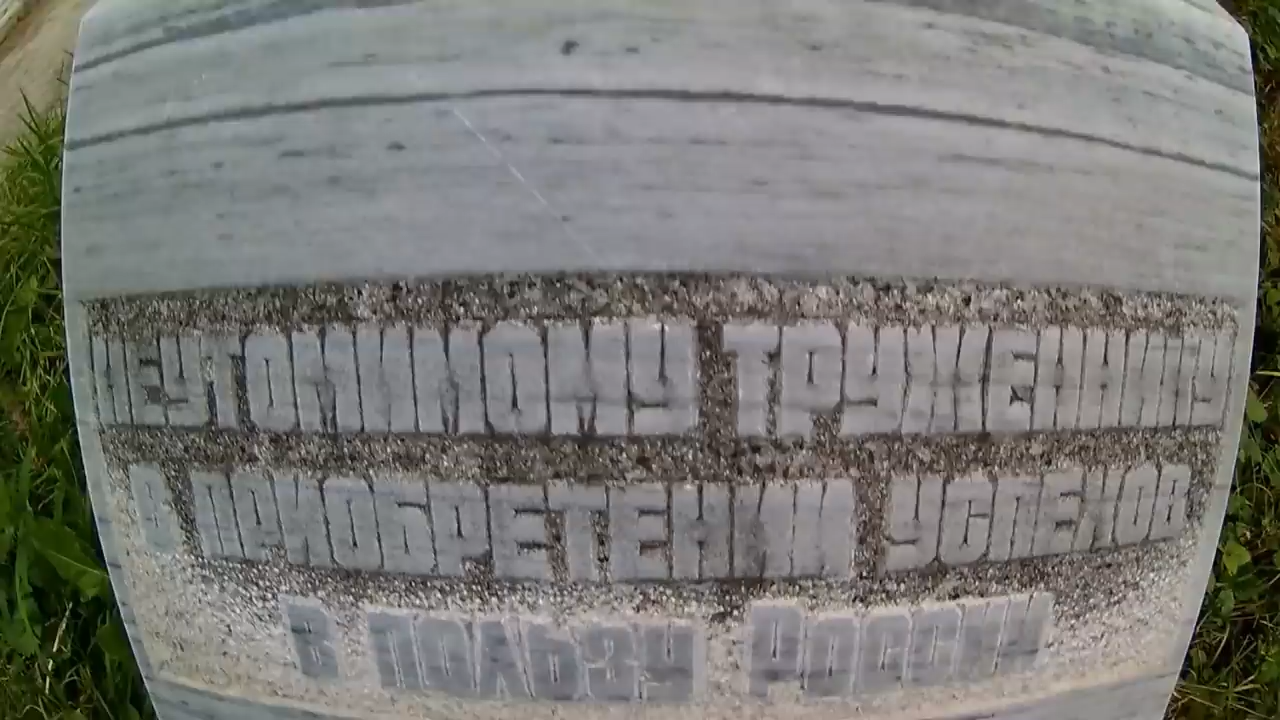 НЕУТОМИМОМУ ТРУЖЕНИКУ
В ПРИОБРЕТЕНИИ УСПЕХОВ
В ПОЛЬЗУ РОССИИ